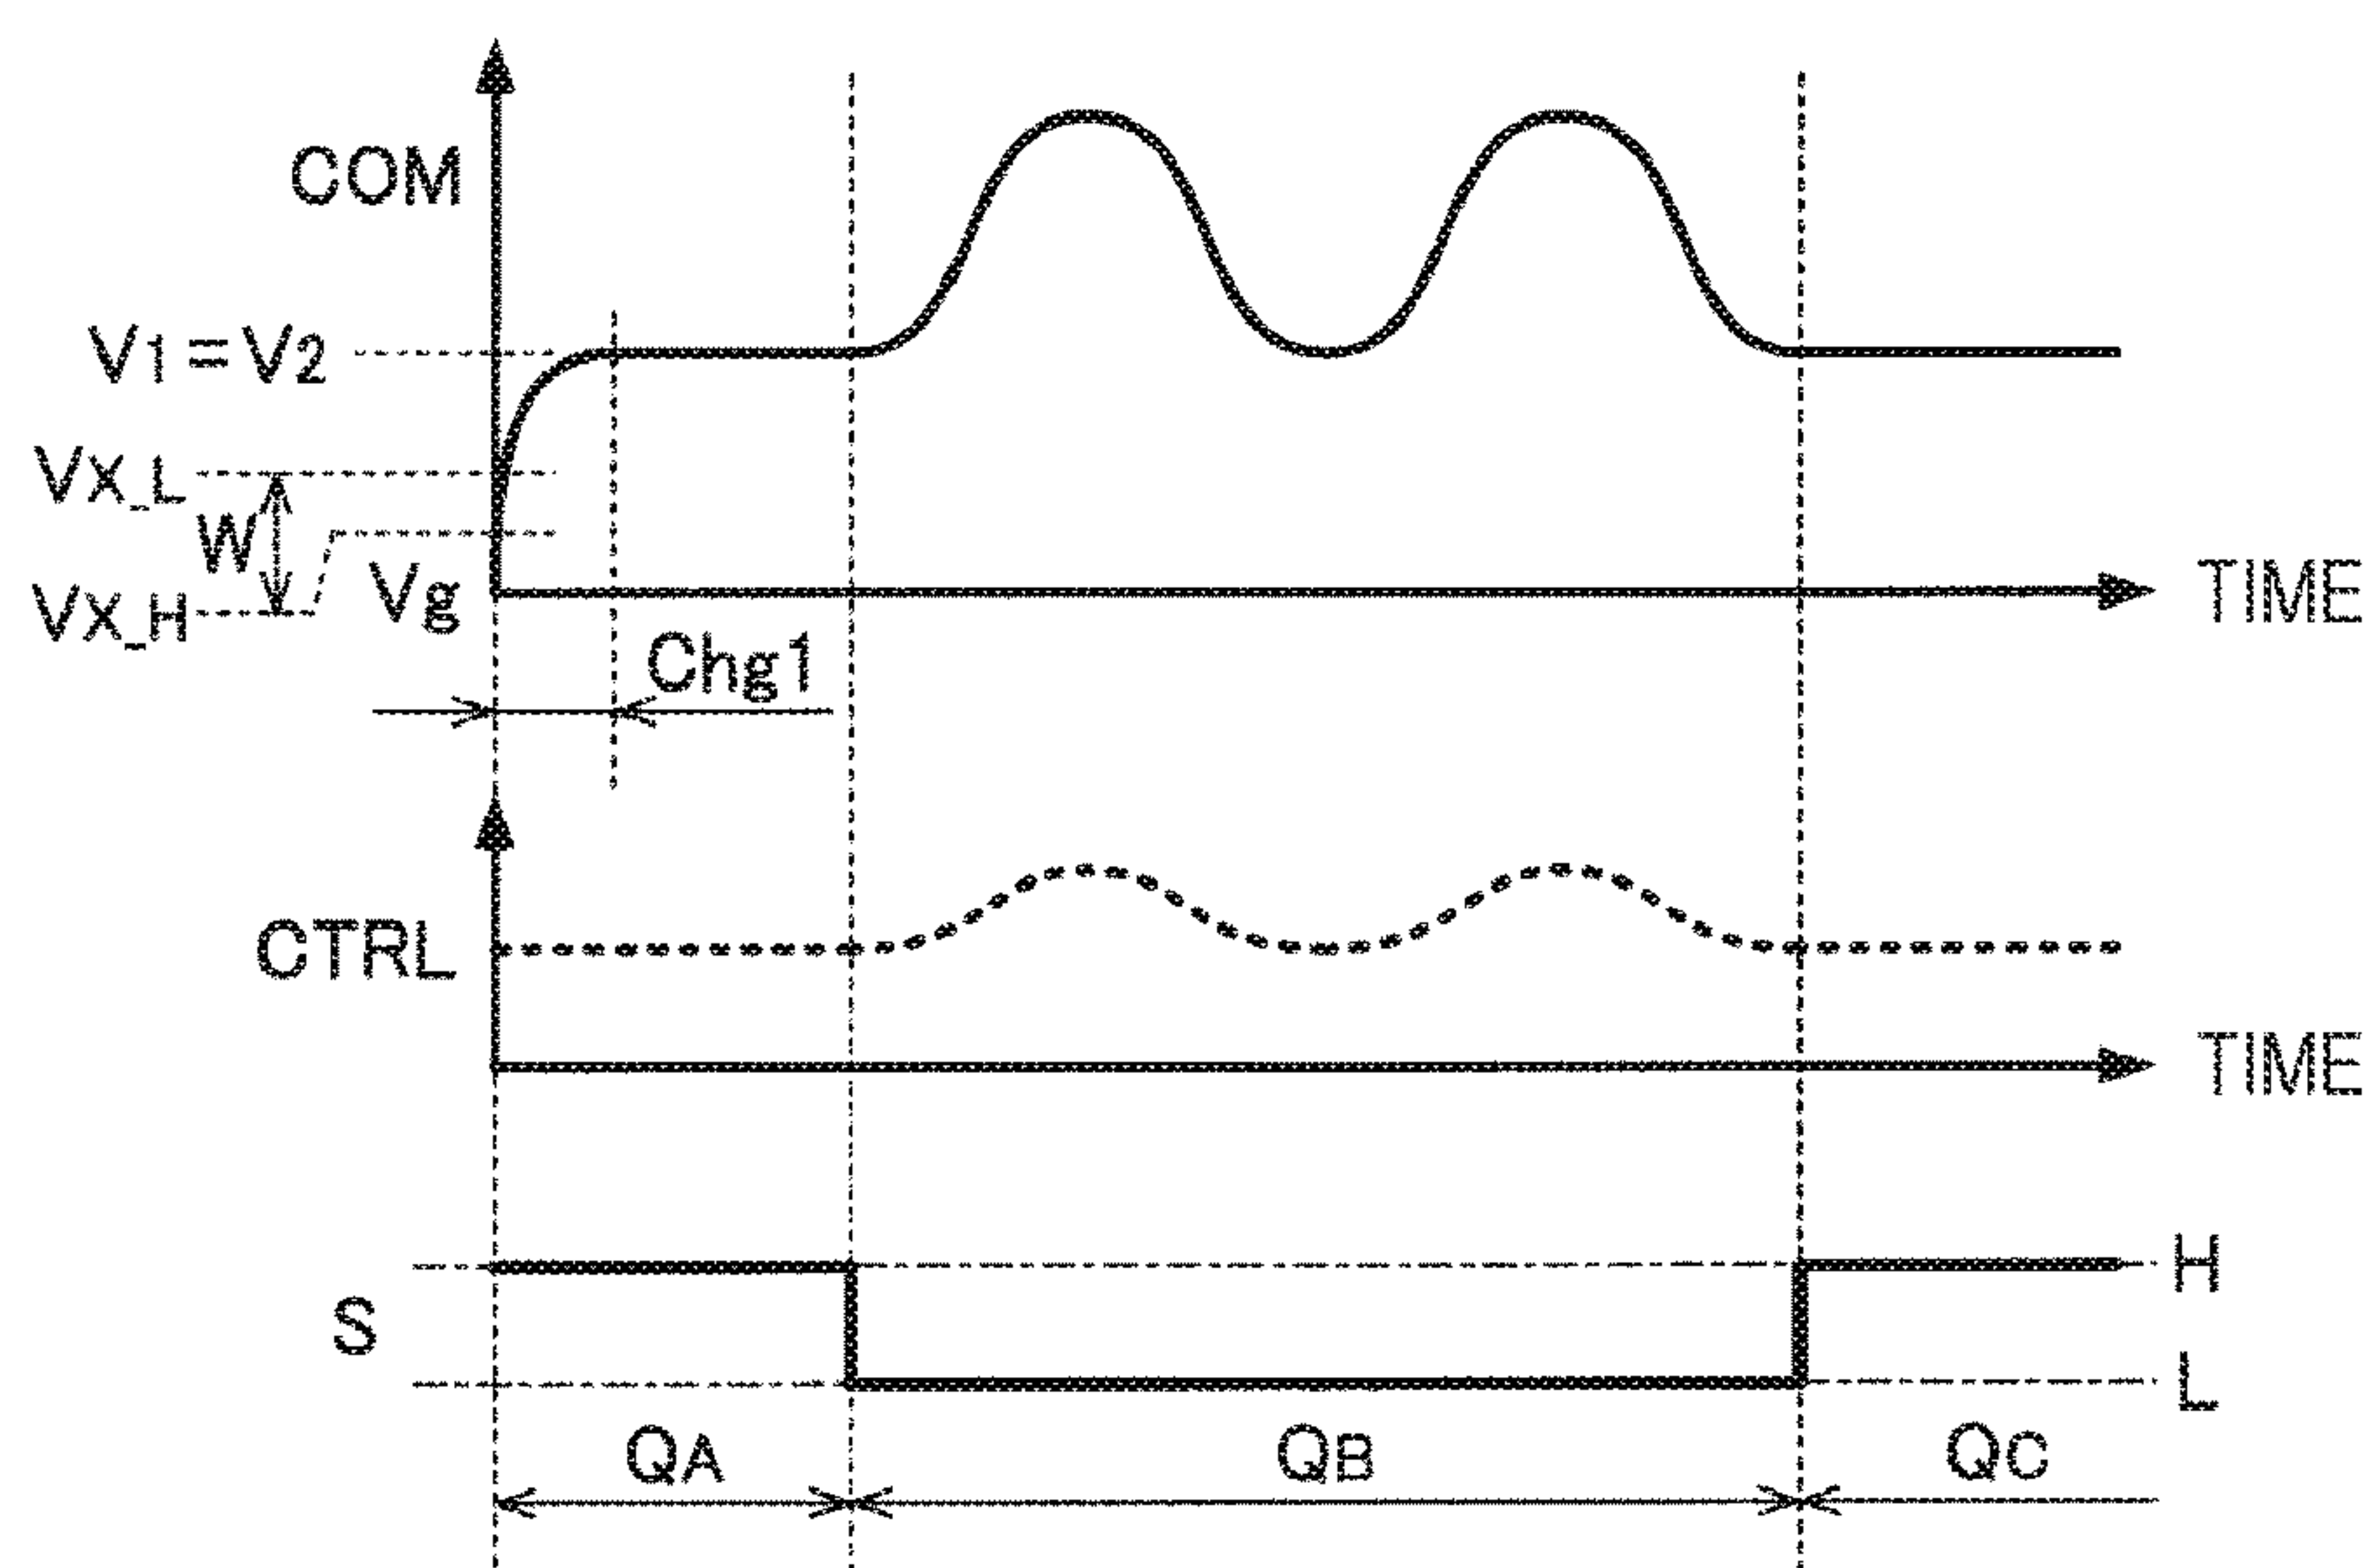 COM
V1=V2
VX_L
W
VX_H
Vg
TIME
Chg1
CTRL
TIME
H
S
L
QA
QB
QC